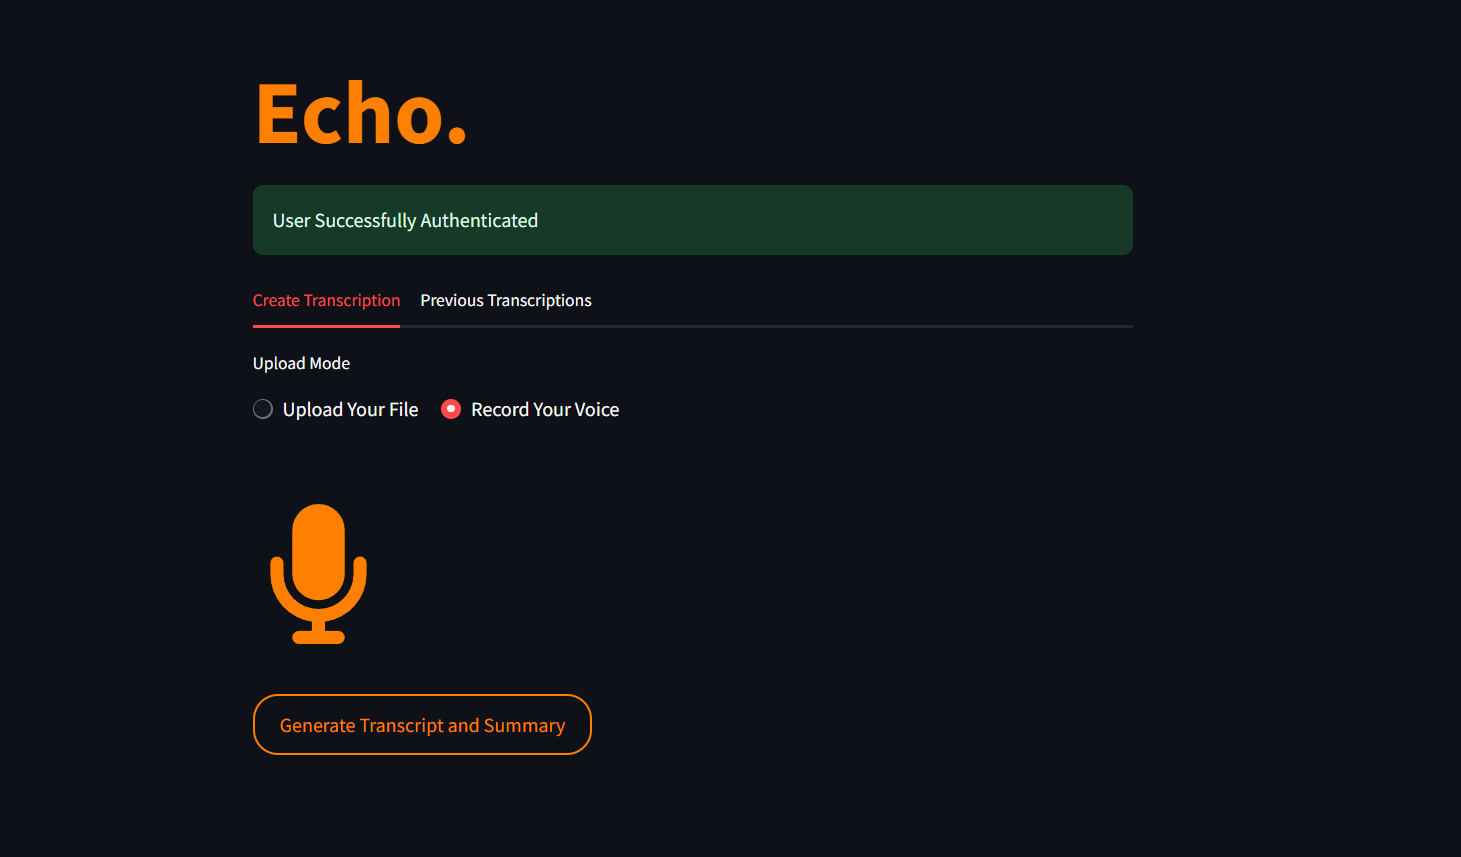 Echo.
User Successfully Authenticated
Create Transcription Previous Transcriptions
Upload Mode
Upload Your File Record Your Voice
Generate Transcript and Summary